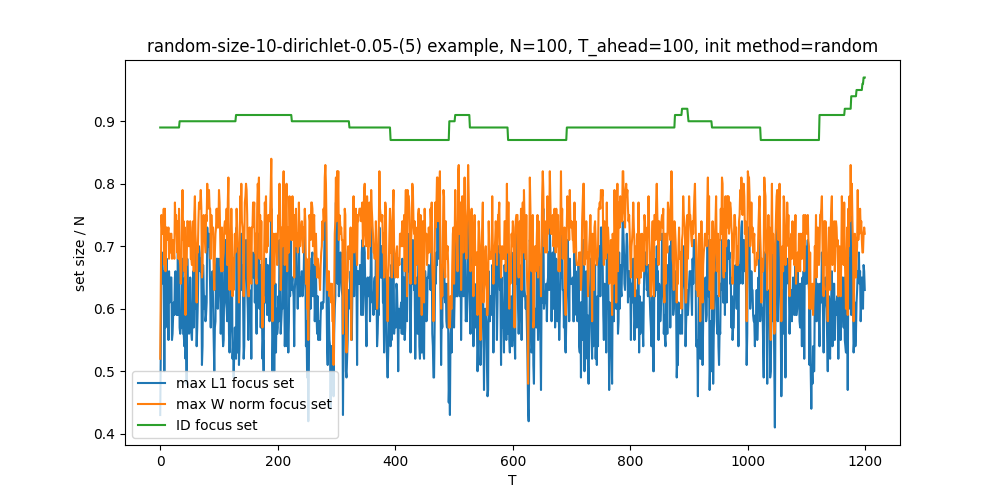 random-size-10-dirichlet-0.05-(5) example, N=100, T_ahead=100, init method=random
set size / N
0.9
0.8
0.7
0.6
0.5
0.4
max L1 focus set
max W norm focus set
ID focus set
0 200 400 600 800 1000 1200
T